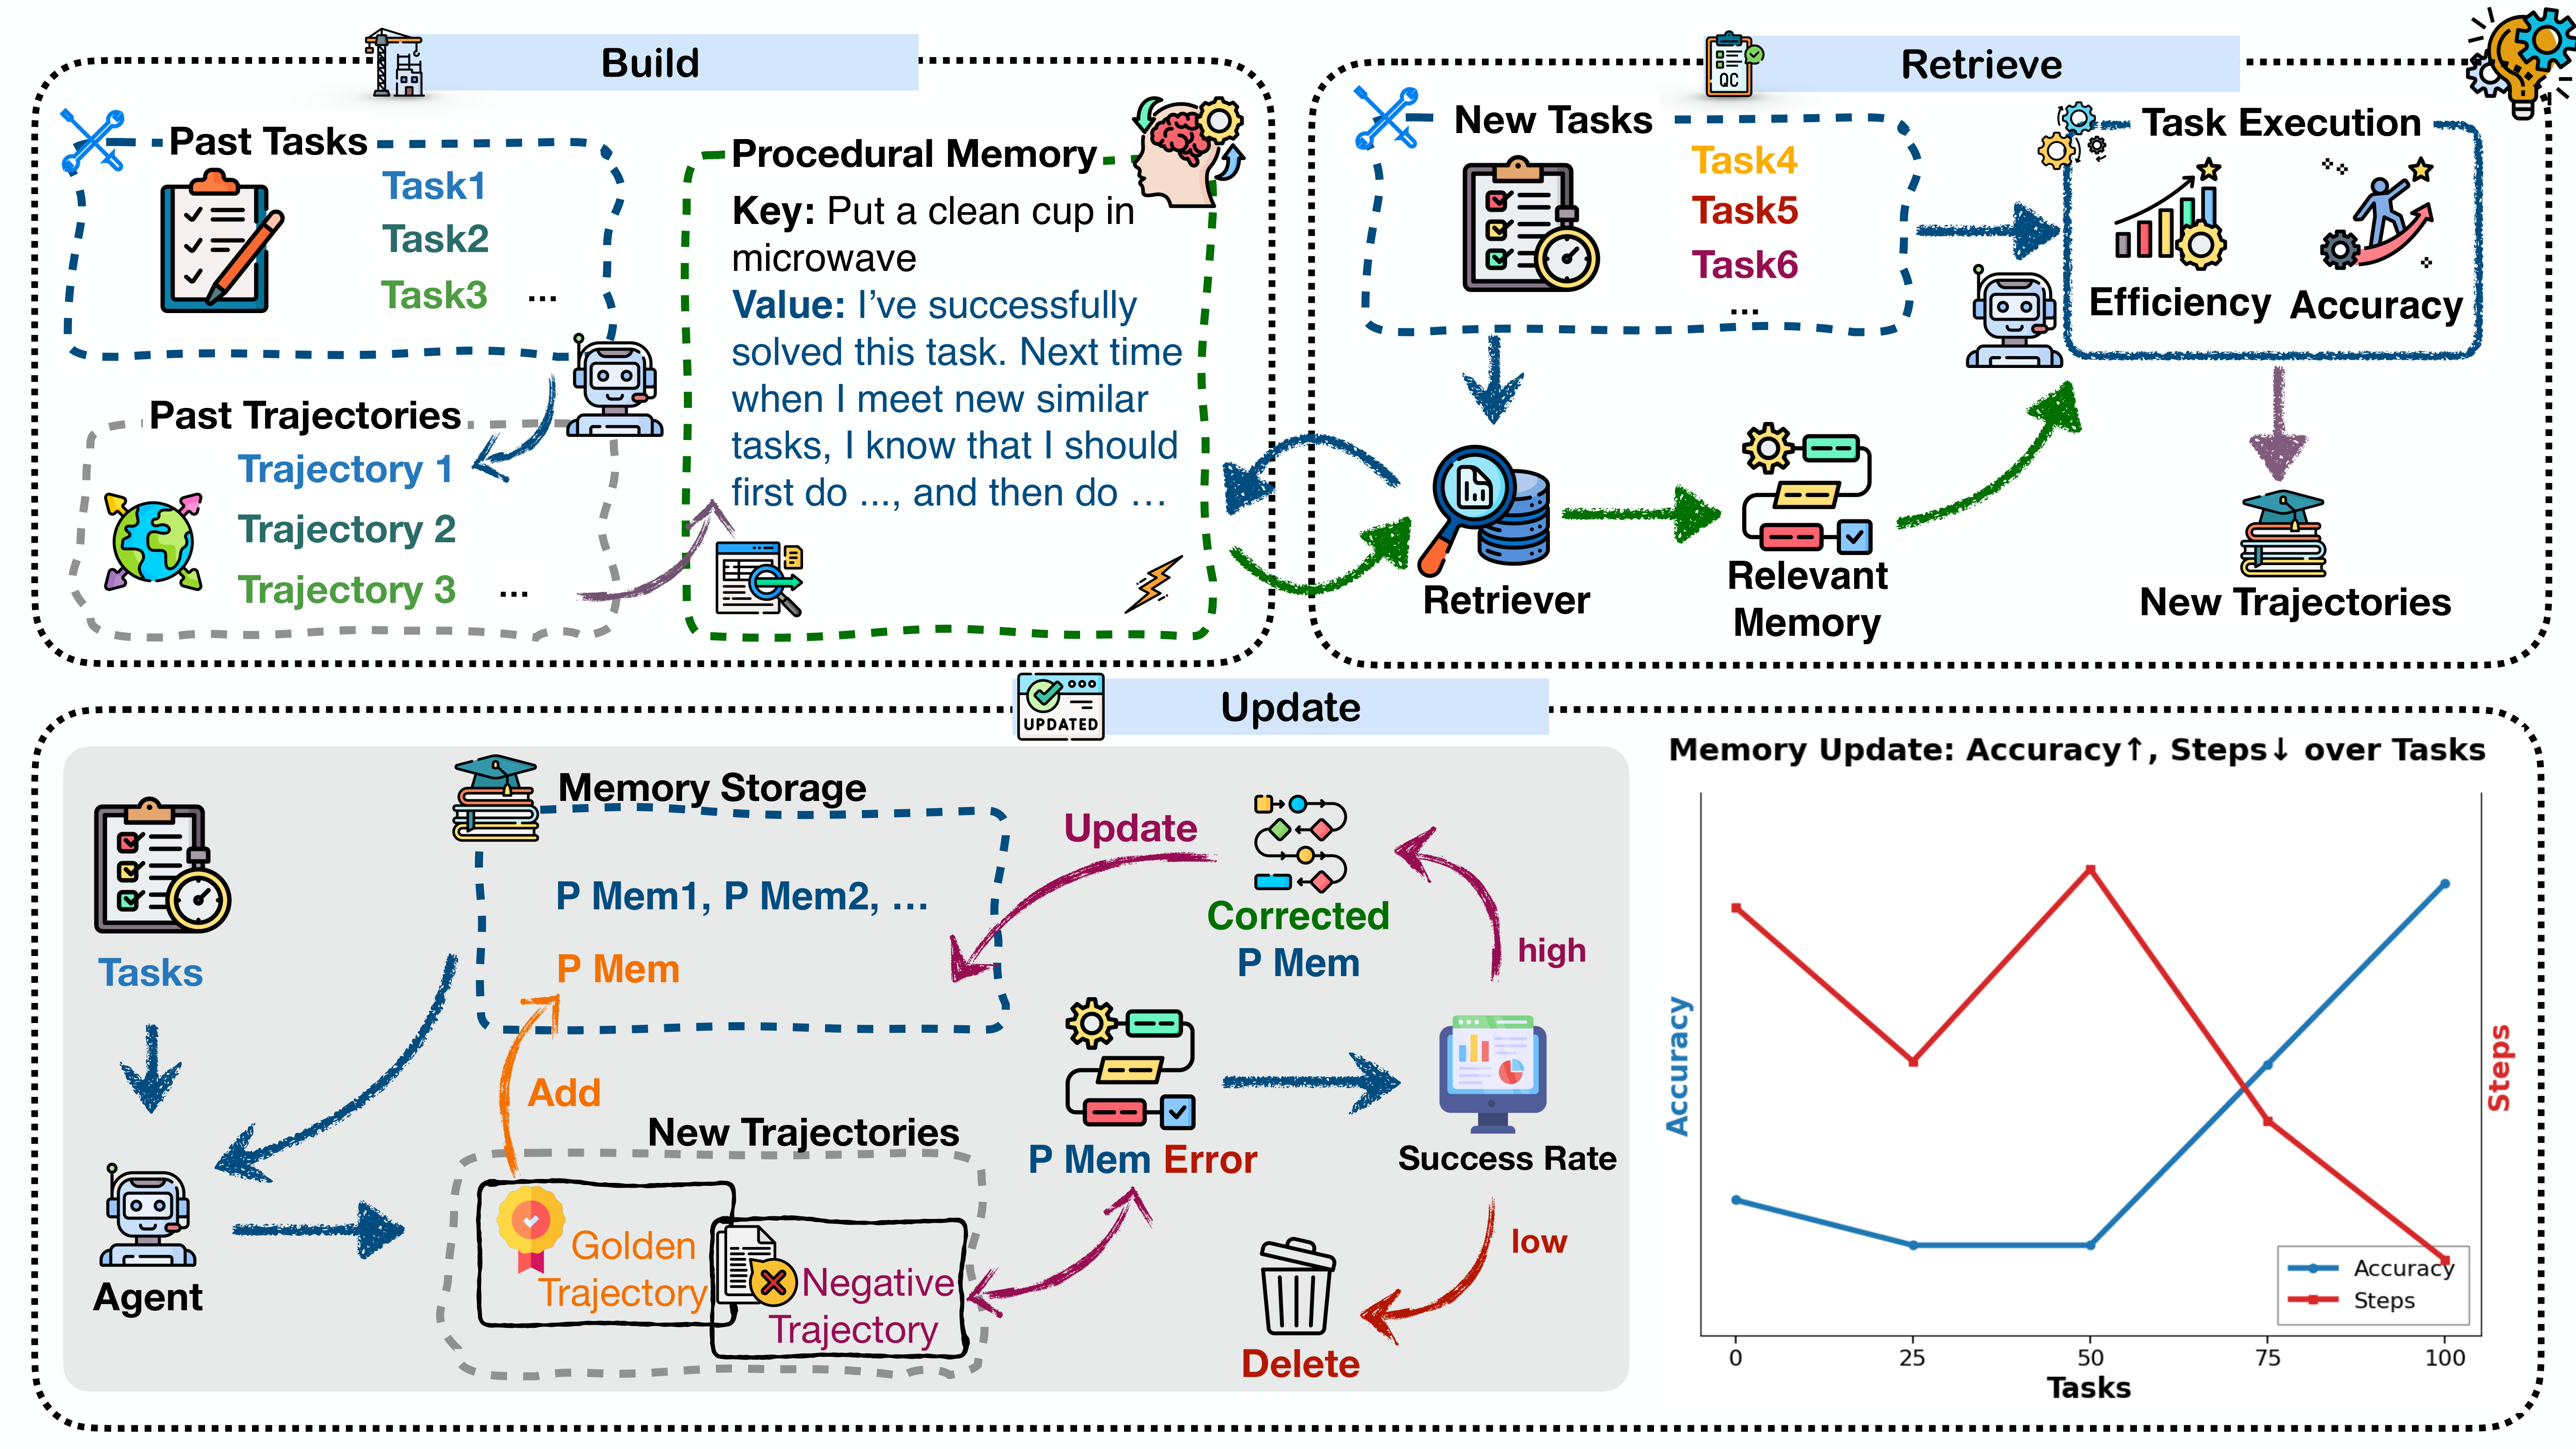 Build
Past Tasks
Task1
Task2
Task3 ...
Past Trajectories
Trajectory 1
Trajectory 2
Trajectory 3 ...
Procedural Memory
Key: Put a clean cup in
microwave
Value: I've successfully
solved this task. Next time
when I meet new similar
tasks, I know that I should
first do ..., and then do …
Retrieve
QC
New Tasks
Task4
Task5
Task6
...
Task Execution
Efficiency
Accuracy
Retriever
Relevant
Memory
New Trajectories
Update
UPDATED
Tasks
Agent
Memory Storage
P Mem1, P Mem2, …
P Mem
Add
New Trajectories
Golden
Trajectory
Negative
Trajectory
Update
Corrected
P Mem
high
P Mem Error
Success Rate
low
Delete
Memory Update: Accuracy↑, Steps↓ over Tasks
Accuracy
Steps
Accuracy
Steps
0 25 50 75 100
Tasks